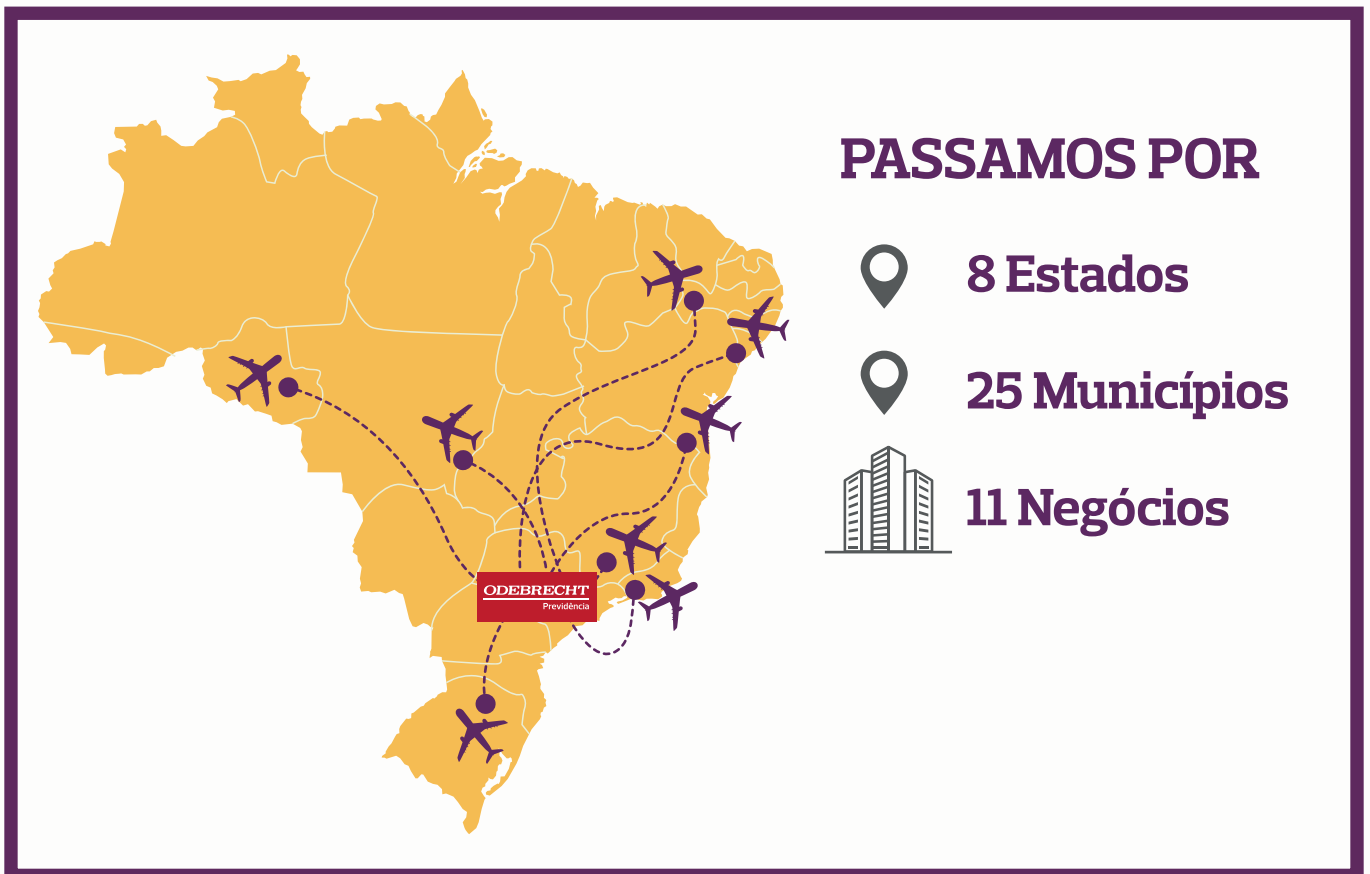 PASSAMOS POR
8 Estados
25 Municípios
11 Negócios
ODEBRECHT
Previdência